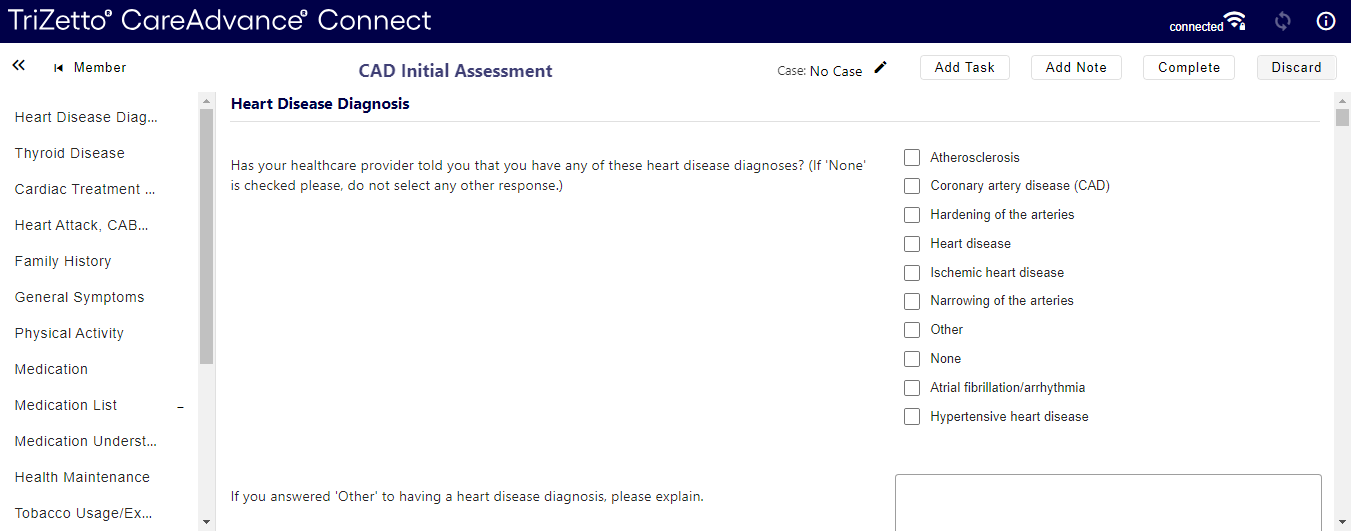 TriZetto® CareAdvance® Connect
connected
Member
CAD Initial Assessment
Case: No Case
Add Task
Add Note
Complete
Discard
Heart Disease Diag...
Thyroid Disease
Cardiac Treatment ...
Heart Attack, CAB...
Family History
General Symptoms
Physical Activity
Medication
Medication List
Medication Underst...
Health Maintenance
Tobacco Usage/Ex...
Heart Disease Diagnosis
Has your healthcare provider told you that you have any of these heart disease diagnoses? (If 'None'
is checked please, do not select any other response.)
Atherosclerosis
Coronary artery disease (CAD)
Hardening of the arteries
Heart disease
Ischemic heart disease
Narrowing of the arteries
Other
None
Atrial fibrillation/arrhythmia
Hypertensive heart disease
If you answered 'Other' to having a heart disease diagnosis, please explain.